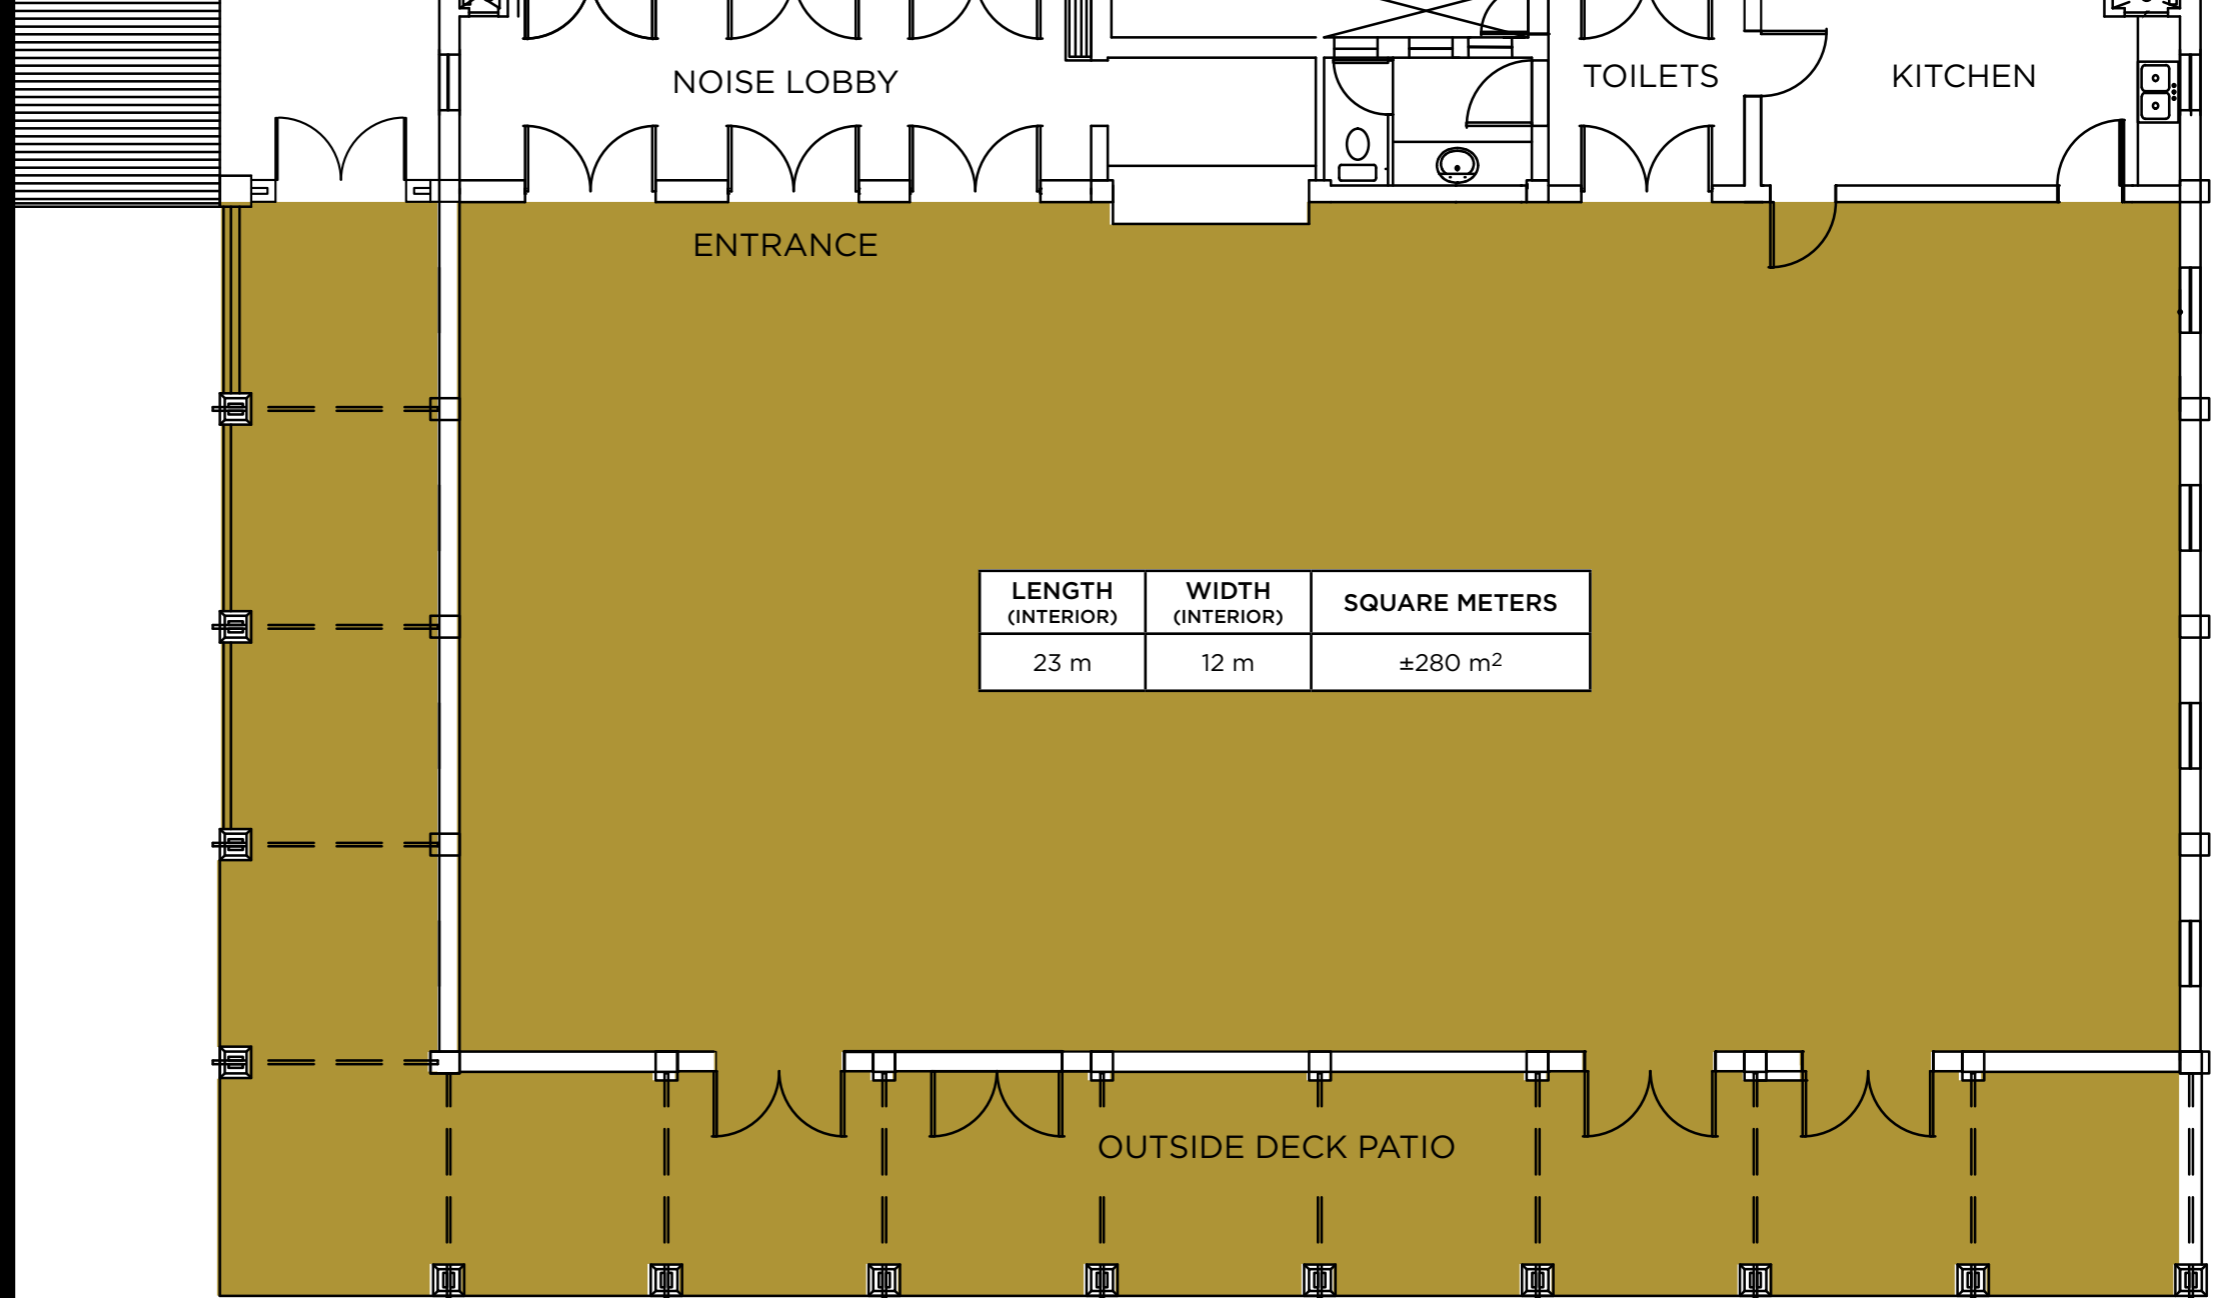 NOISE LOBBY
TOILETS
KITCHEN
ENTRANCE
LENGTH
(INTERIOR)
WIDTH
(INTERIOR)
SQUARE METERS
23 m
12 m
±280 m²
OUTSIDE DECK PATIO